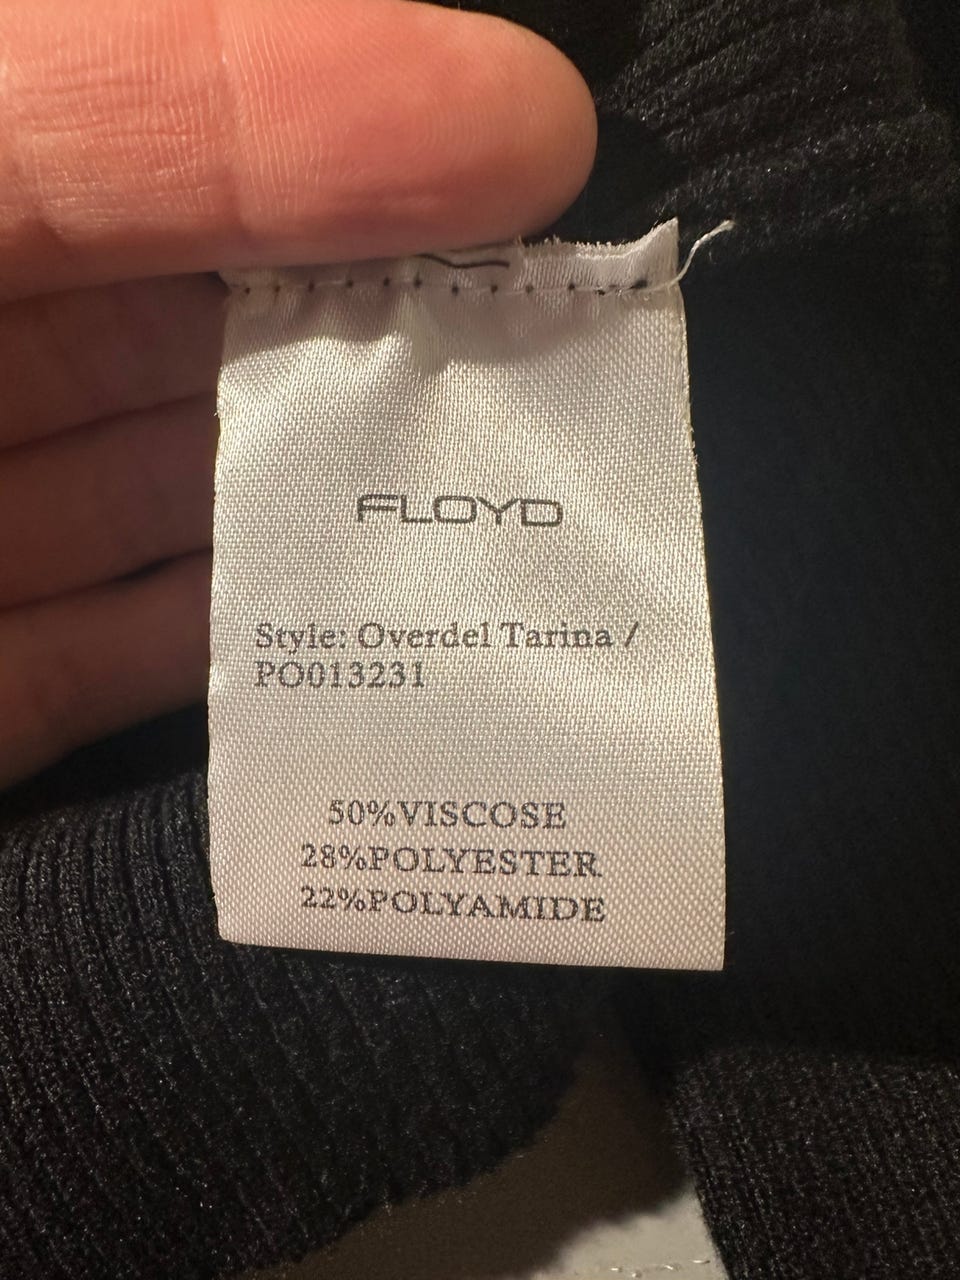 FLOYD
Style: Overdel Tarina /
PO013231
50%VISCOSE
28%POLYESTER
22%POLYAMIDE